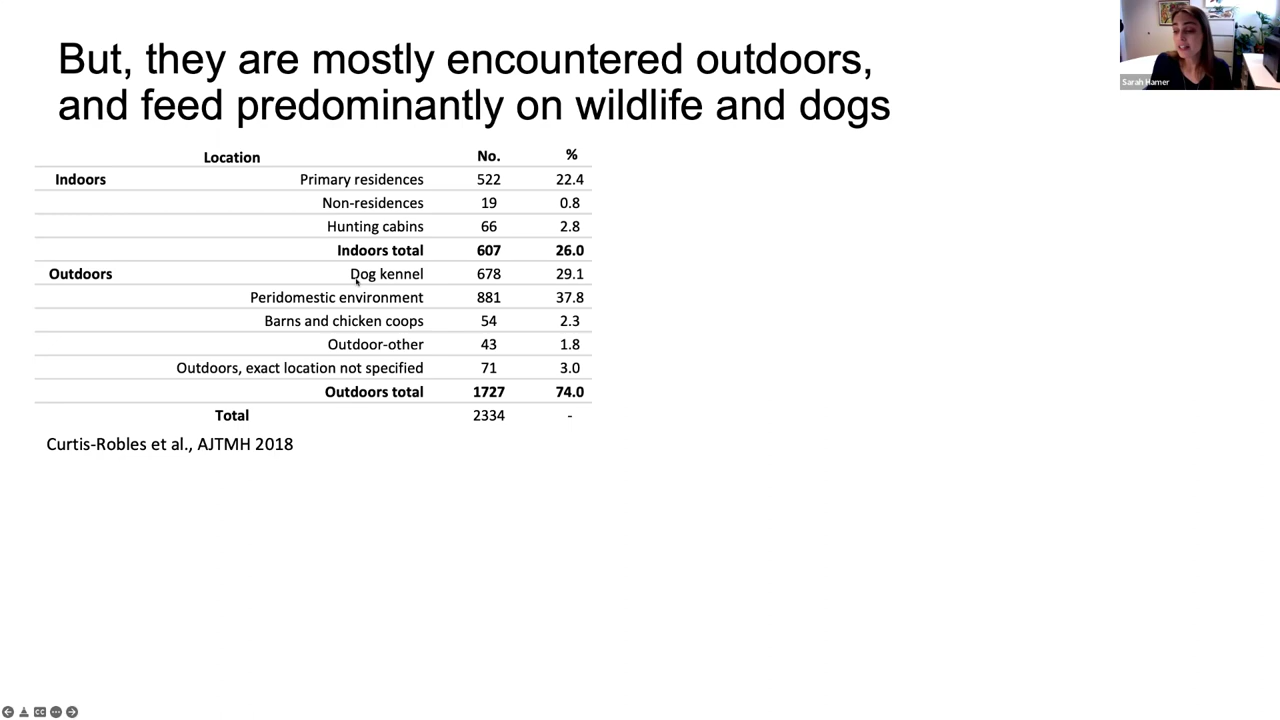 But, they are mostly encountered outdoors,
and feed predominantly on wildlife and dogs
Sarah Hamer
Location No. %
Indoors Primary residences 522 22.4
Non-residences 19 0.8
Hunting cabins 66 2.8
Indoors total 607 26.0
Outdoors Dog kennel 678 29.1
Peridomestic environment 881 37.8
Barns and chicken coops 54 2.3
Outdoor-other 43 1.8
Outdoors, exact location not specified 71 3.0
Outdoors total 1727 74.0
Total 2334 -
Curtis-Robles et al., AJTMH 2018
CC